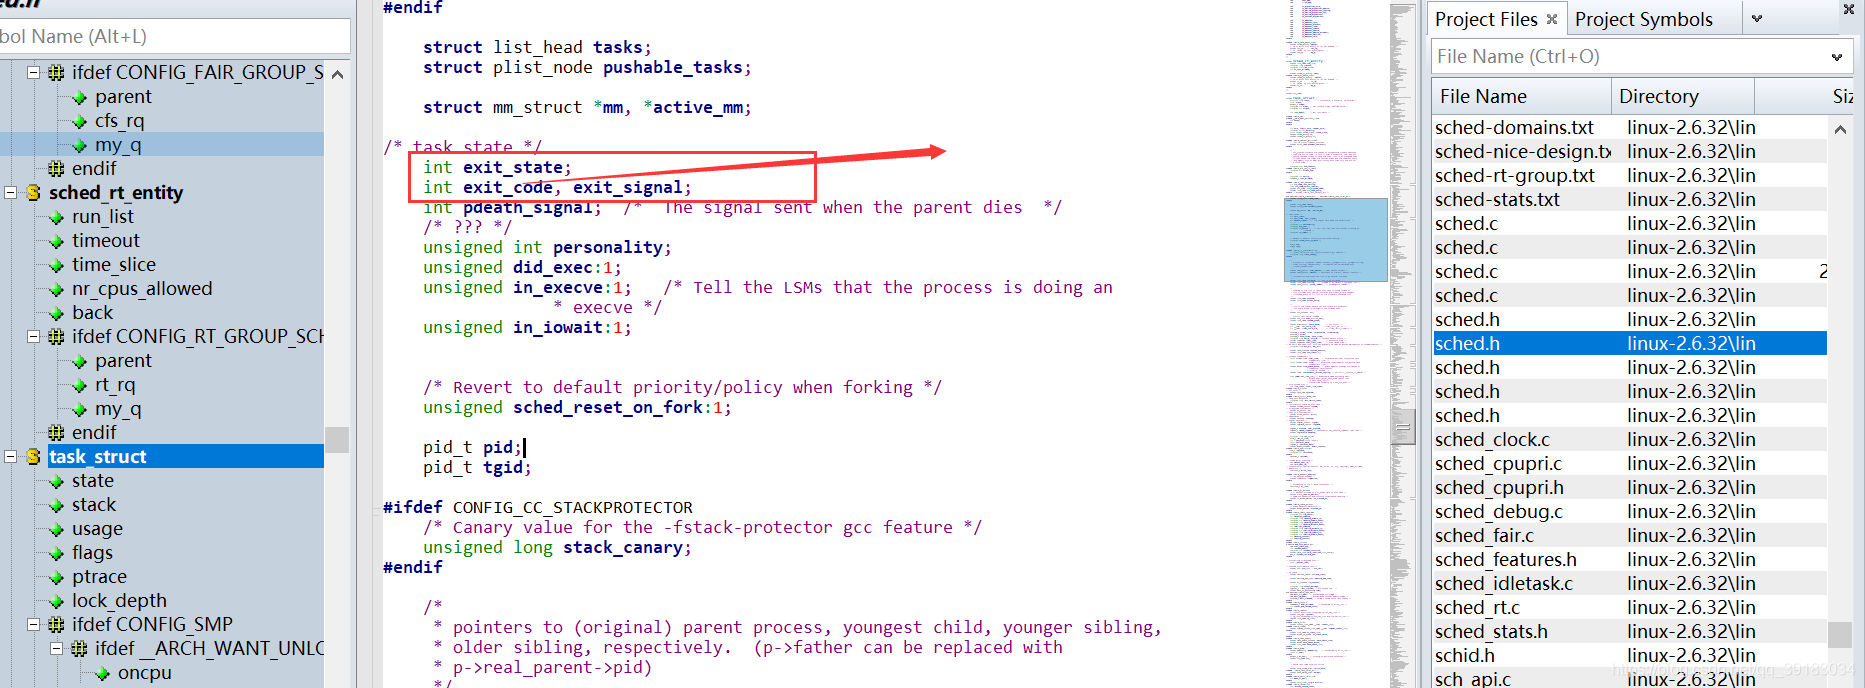 sched.h
bol Name (Alt+L)
ifdef CONFIG_FAIR_GROUP_S
parent
cfs_rq
my_q
endif
sched_rt_entity
run_list
timeout
time_slice
nr_cpus_allowed
back
ifdef CONFIG_RT_GROUP_SCH
parent
rt_rq
my_q
endif
task_struct
state
stack
usage
flags
ptrace
lock_depth
ifdef CONFIG_SMP
ifdef __ARCH_WANT_UNLO
oncpu
#endif
struct list_head tasks;
struct plist_node pushable_tasks;
struct mm_struct *mm, *active_mm;
/* task state */
int exit_state;
int exit_code, exit_signal;
int pdeath_signal;  /*  The signal sent when the parent dies  */
/* ??? */
unsigned int personality;
unsigned did_exec:1;
unsigned in_execve:1;   /* Tell the LSMs that the process is doing an
* execve */
unsigned in_iowait:1;
/* Revert to default priority/policy when forking */
unsigned sched_reset_on_fork:1;
pid_t pid;
pid_t tgid;
#ifdef CONFIG_CC_STACKPROTECTOR
/* Canary value for the -fstack-protector gcc feature */
unsigned long stack_canary;
#endif
/*
* pointers to (original) parent process, youngest child, younger sibling,
* older sibling, respectively.  (p->father can be replaced with
* p->real_parent->pid)
*/
Project Files Project Symbols
File Name (Ctrl+O)
File Name Directory Siz
sched-domains.txt linux-2.6.32\lin
sched-nice-design.tx linux-2.6.32\lin
sched-rt-group.txt linux-2.6.32\lin
sched-stats.txt linux-2.6.32\lin
sched.c linux-2.6.32\lin
sched.c linux-2.6.32\lin
sched.c linux-2.6.32\lin 2
sched.c linux-2.6.32\lin
sched.h linux-2.6.32\lin
sched.h linux-2.6.32\lin
sched.h linux-2.6.32\lin
sched.h linux-2.6.32\lin
sched.h linux-2.6.32\lin
sched_clock.c linux-2.6.32\lin
sched_cpupri.c linux-2.6.32\lin
sched_cpupri.h linux-2.6.32\lin
sched_debug.c linux-2.6.32\lin
sched_fair.c linux-2.6.32\lin
sched_features.h linux-2.6.32\lin
sched_idletask.c linux-2.6.32\lin
sched_rt.c linux-2.6.32\lin
sched_stats.h linux-2.6.32\lin
schid.h linux-2.6.32\lin
sch_api.c linux-2.6.32\lin
https://blog.csdn.net/qq_39183034